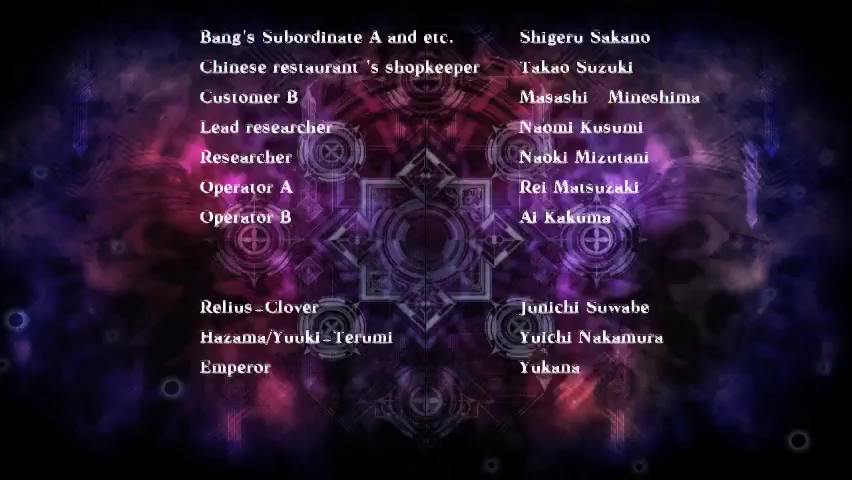 Bang's Subordinate A and etc. Shigeru Sakano
Chinese restaurant 's shopkeeper Takao Suzuki
Customer B Masashi Mineshima
Lead researcher Naomi Kusumi
Researcher Naoki Mizutani
Operator A Rei Matsuzaki
Operator B Ai Kakuma
Relius=Clover Junichi Suwabe
Hazama/Yuuki=Terumi Yuichi Nakamura
Emperor Yukana